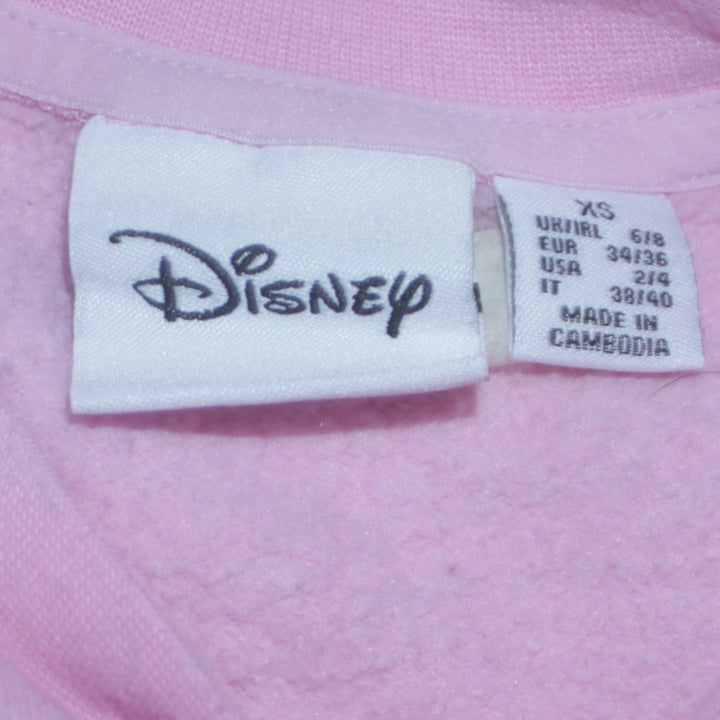 Disney
XS
UK/IRL 6/8
EUR 34/36
USA 2/4
IT 38/40
MADE IN
CAMBODIA